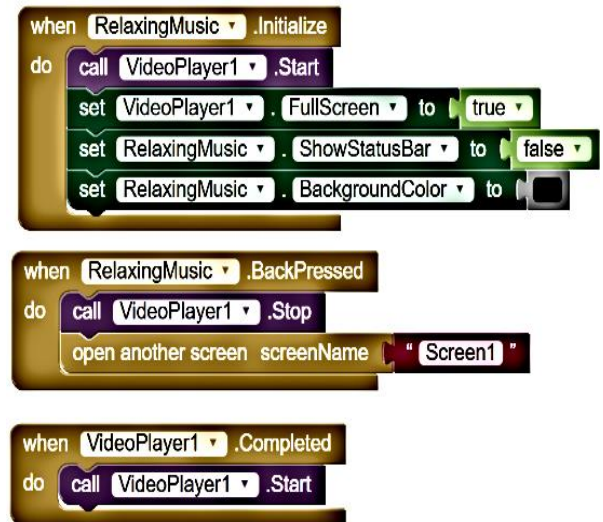 when RelaxingMusic .Initialize
do call VideoPlayer1 .Start
set VideoPlayer1 . FullScreen to true
set RelaxingMusic . ShowStatusBar to false
set RelaxingMusic . BackgroundColor to
when RelaxingMusic .BackPressed
do call VideoPlayer1 .Stop
open another screen screenName " Screen1 "
when VideoPlayer1 .Completed
do call VideoPlayer1 .Start